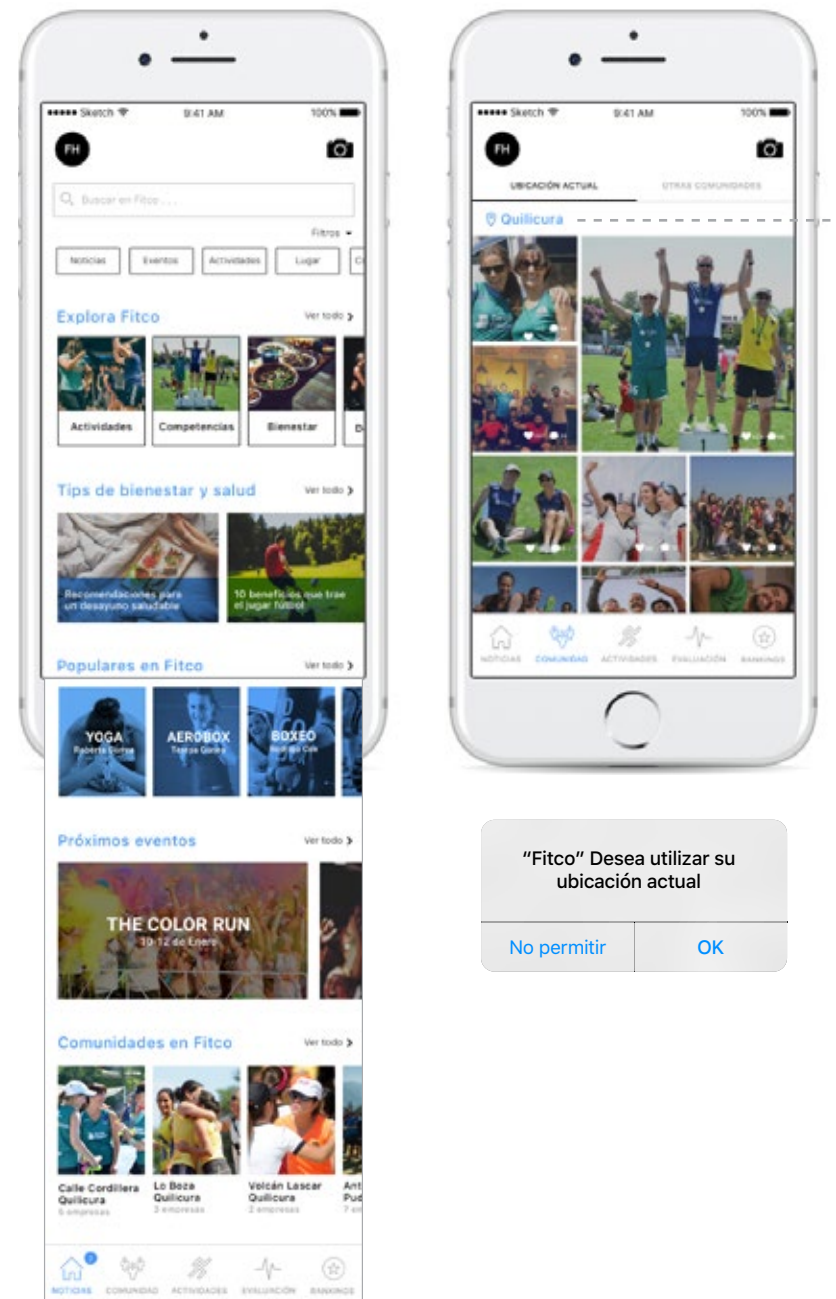 Sketch 9:41 AM 100%
FH
Buscar en Fitco . . .
Filtros
Noticias Eventos Actividades Lugar
Explora Fitco Ver todo
Actividades Competencias Bienestar
Tips de bienestar y salud Ver todo
Recomendaciones para
un desayuno saludable
10 beneficios que trae
el jugar fútbol
Populares en Fitco Ver todo
YOGA
AEROBOX
BOXEO
Próximos eventos Ver todo
THE COLOR RUN
10-12 de Enero
Comunidades en Fitco Ver todo
Calle Cordillera
Quilicura
5 empresas
Lo Boza
Quilicura
3 empresas
Volcán Lascar
Quilicura
2 empresas
NOTICIAS COMUNIDAD ACTIVIDADES EVALUACIÓN RANKINGS
Sketch 9:41 AM 100%
FH
UBICACIÓN ACTUAL OTRAS COMUNIDADES
Quilicura
1
NOTICIAS COMUNIDAD ACTIVIDADES EVALUACIÓN RANKINGS
"Fitco" Desea utilizar su
ubicación actual
No permitir OK